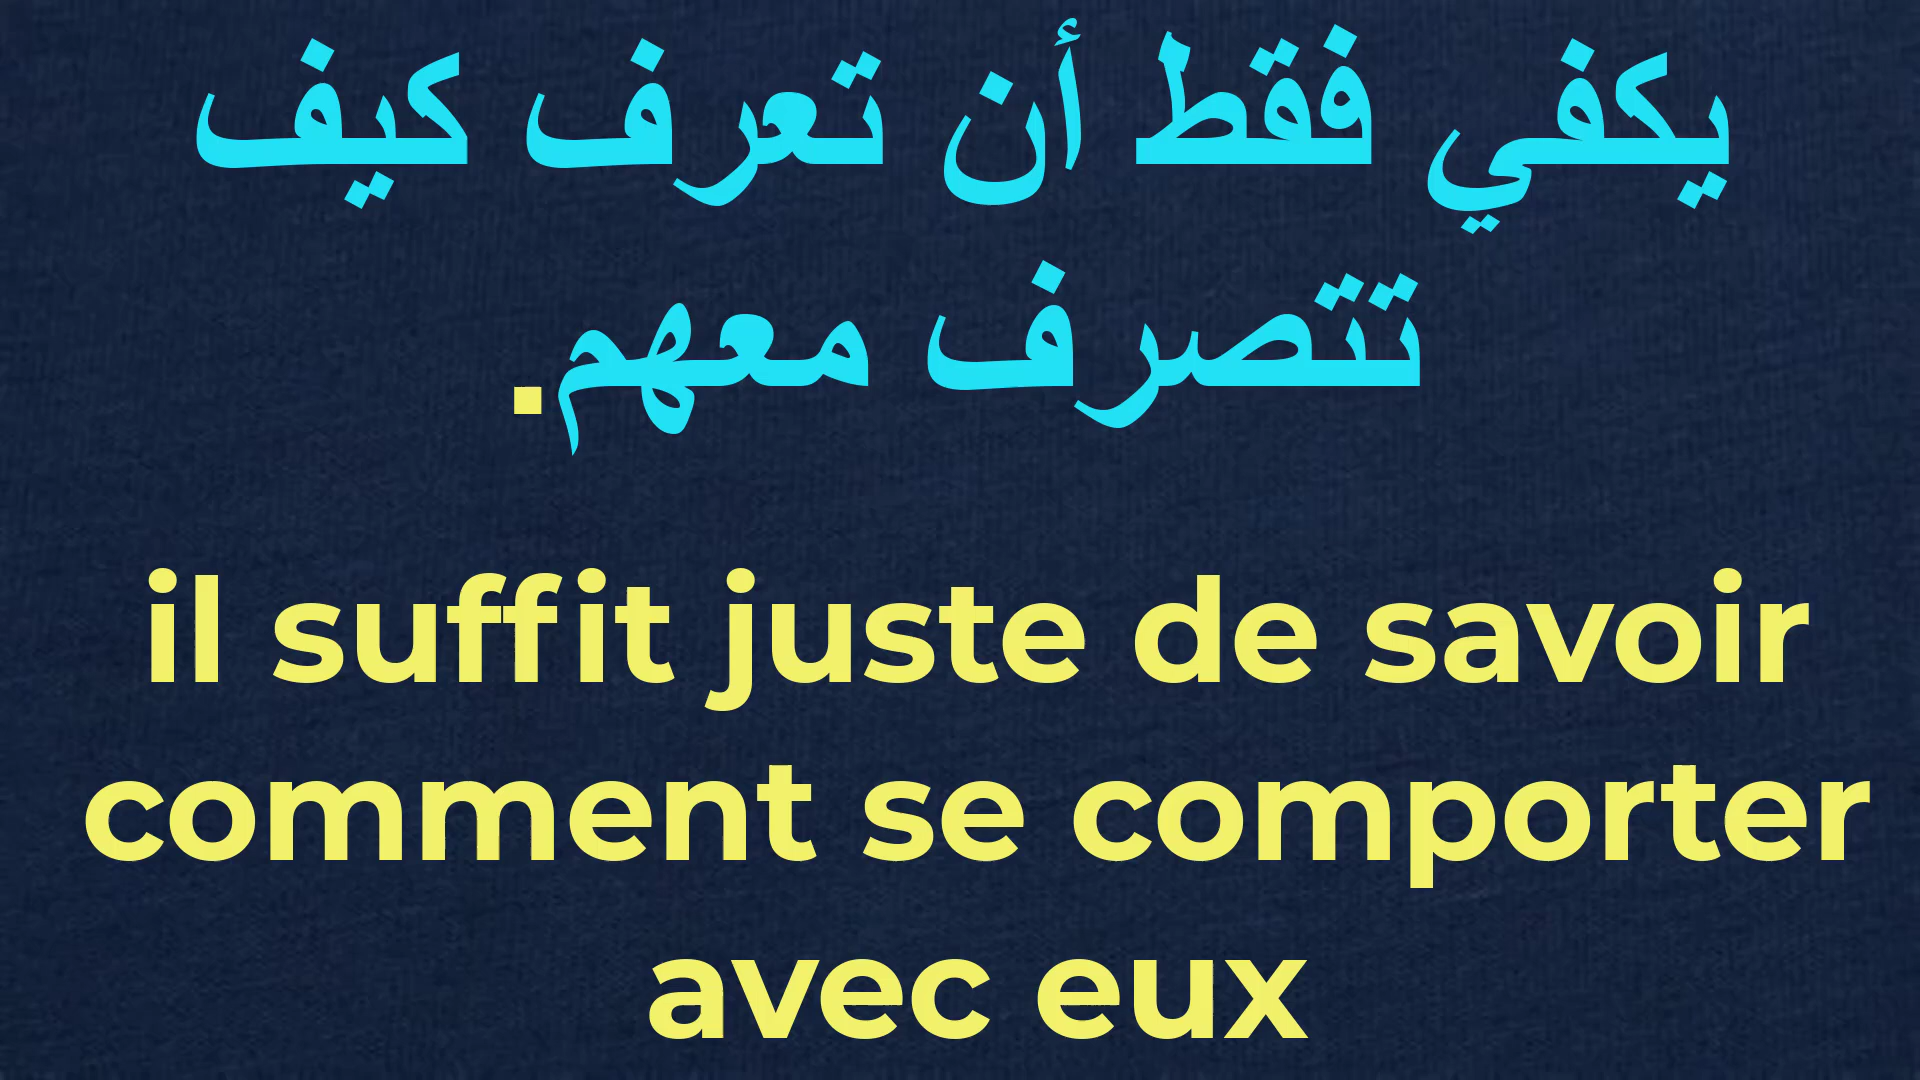 يكفي فقط أن تعرف كيف
تتصرف معهم.
il suffit juste de savoir
comment se comporter
avec eux